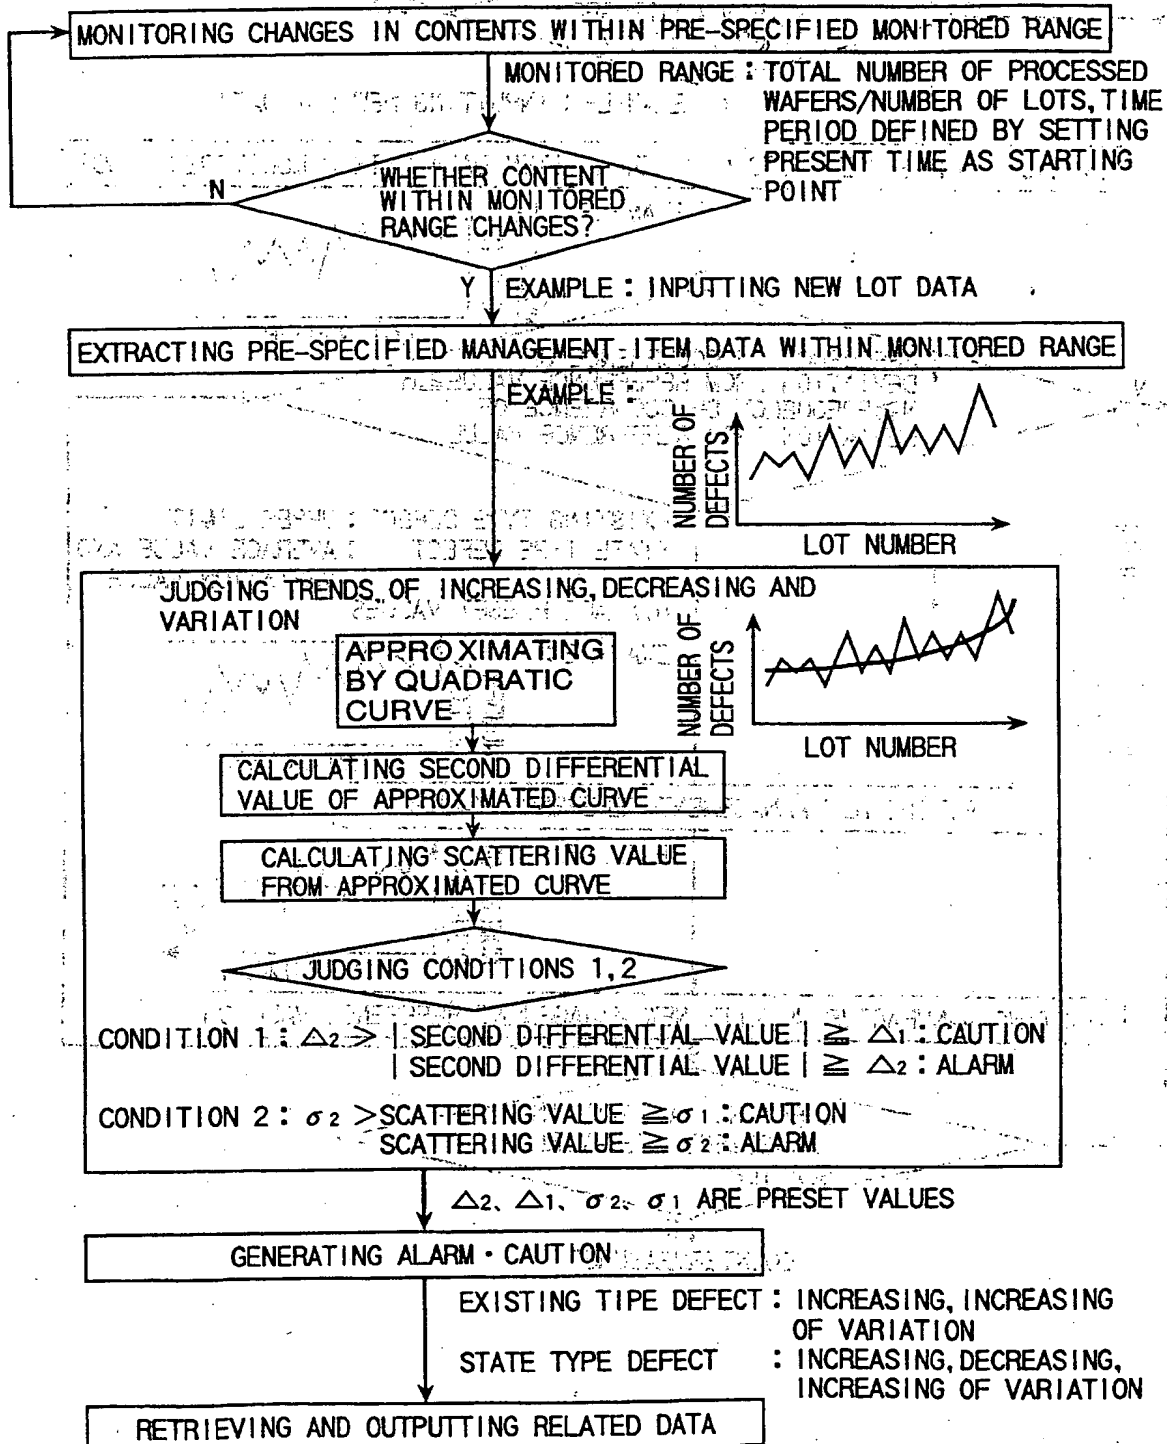 MONITORING CHANGES IN CONTENTS WITHIN PRE-SPECIFIED MONITORED RANGE
MONITORED RANGE : TOTAL NUMBER OF PROCESSED
WAFERS/NUMBER OF LOTS, TIME
PERIOD DEFINED BY SETTING
PRESENT TIME AS STARTING
POINT
WHETHER CONTENT
WITHIN MONITORED
RANGE CHANGES?
N
Y
EXAMPLE : INPUTTING NEW LOT DATA
EXTRACTING PRE-SPECIFIED MANAGEMENT-ITEM DATA WITHIN MONITORED RANGE
EXAMPLE :
NUMBER OF
DEFECTS
LOT NUMBER
JUDGING TRENDS OF INCREASING, DECREASING AND
VARIATION
APPROXIMATING
BY QUADRATIC
CURVE
NUMBER OF
DEFECTS
LOT NUMBER
CALCULATING SECOND DIFFERENTIAL
VALUE OF APPROXIMATED CURVE
CALCULATING SCATTERING VALUE
FROM APPROXIMATED CURVE
JUDGING CONDITIONS 1, 2
CONDITION 1 : △2 > | SECOND DIFFERENTIAL VALUE | ≧ △1 : CAUTION
| SECOND DIFFERENTIAL VALUE | ≧ △2 : ALARM
CONDITION 2 : σ2 > SCATTERING VALUE ≧ σ1 : CAUTION
SCATTERING VALUE ≧ σ2 : ALARM
△2, △1, σ2, σ1 ARE PRESET VALUES
GENERATING ALARM・CAUTION
EXISTING TIPE DEFECT : INCREASING, INCREASING
OF VARIATION
STATE TYPE DEFECT : INCREASING, DECREASING,
INCREASING OF VARIATION
RETRIEVING AND OUTPUTTING RELATED DATA